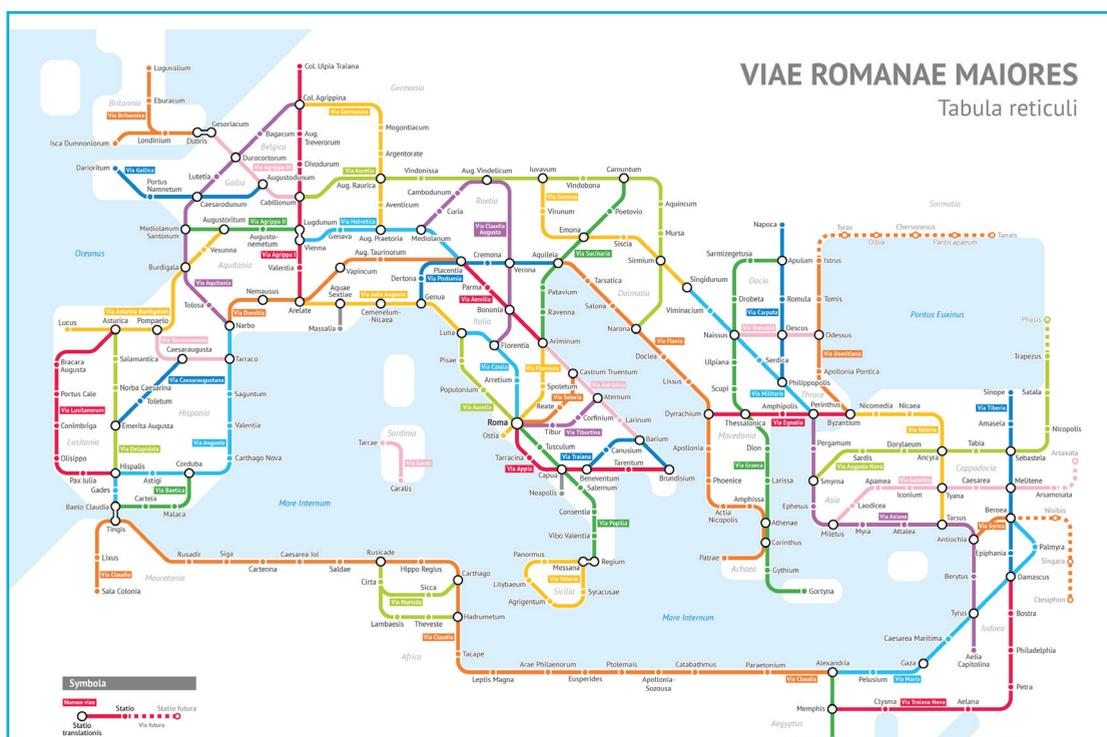 VIAE ROMANAE MAIORES
Tabula reticuli
Luguvalium
Col. Ulpia Traiana
Germania
Britannia
Eburacum
Col. Agrippina
Via Britannica
Via Germanica
Gesoriacum
Isca Dumnoniorum
Londinium
Dubris
Bagacum
Aug.
Treverorum
Mogontiacum
Belgica
Durocortorum
Argentorate
Darioritum
Via Gallica
Via Agrippa III
Divodurum
Via Aurelia
Vindonissa
Aug. Vindelicum
Iuvavum
Carnuntum
Portus
Namnetum
Lutetia
Gallia
Augustodunum
Caesarodunum
Cabillonum
Aug. Raurica
Cambodunum
Raetia
Vindobona
Via Gemina
Aventicum
Curia
Virunum
Poetovio
Aquincum
Sarmatia
Mediolanum
Santonum
Augustoritum
Via Agrippa II
Augusto-
nemetum
Lugdunum
Via Helvetica
Genava
Vienna
Aug. Praetoria
Mediolanum
Via Claudia
Augusta
Emona
Siscia
Mursa
Napoca
Tyras
Olbia
Chersonesus
Panticapaeum
Tanais
Oceanus
Vesunna
Via Agrippa I
Aug. Taurinorum
Via Sucinaria
Sarmizegetusa
Burdigala
Aquitania
Valentia
Vapincum
Placentia
Cremona
Verona
Aquileia
Sirmium
Apulum
Istrus
Via Aquitania
Dertona
Via Postumia
Tarsatica
Dacia
Singidunum
Tolosa
Nemausus
Aquae
Sextiae
Via Julia Augusta
Parma
Via Aemilia
Patavium
Dalmatia
Salona
Drobeta
Romula
Tomis
Via Domitia
Arelate
Cemenelum-
Nicaea
Genua
Bononia
Ravenna
Viminacium
Via Carpata
Pontus Euxinus
Via Asturica Burdigalam
Lucus
Asturica
Pompaelo
Narbo
Massalia
Luna
Italia
Narona
Naissus
Via Danubia
Oescus
Odessus
Phasis
Via Tarraconensis
Caesaraugusta
Florentia
Ariminum
Via Flavia
Doclea
Serdica
Via Domitiana
Trapezus
Bracara
Augusta
Salamantica
Tarraco
Pisae
Via Cassia
Via Flaminia
Castrum Truentum
Ulpiana
Apollonia Pontica
Arretium
Spoletum
Via Adriatica
Lissus
Scupi
Via Militaris
Philippopolis
Thrace
Via Caesaraugustana
Norba Caesarina
Saguntum
Populonium
Via Salaria
Aternum
Portus Cale
Toletum
Reate
Sinope
Satala
Via Lusitanorum
Hispania
Via Aurelia
Corfinium
Larinum
Dyrrachium
Amphipolis
Perinthus
Nicomedia
Nicaea
Via Tiberia
Emerita Augusta
Roma
Ostia
Tibur
Via Tiburtina
Thessalonica
Via Egnatia
Byzantium
Conimbriga
Valentia
Via Valeria
Amaseia
Nicopolis
Lusitania
Via Augusta
Sardinia
Tarrae
Tusculum
Via Traiana
Barium
Canusium
Apollonia
Macedonia
Dion
Pergamum
Dorylaeum
Tabia
Via Delapidata
Sardis
Ancyra
Sebasteia
Olissipo
Hispalis
Corduba
Carthago Nova
Via Sarda
Tarracina
Via Appia
Tarentum
Via Graeca
Via Augusta Nova
Cappadocia
Artaxata
Pax Iulia
Astigi
Capua
Beneventum
Brundisium
Phoenice
Larissa
Smyrna
Apamea
Via Galatica
Caesarea
Melitene
Gades
Via Baetica
Caralis
Neapolis
Salernum
Iconium
Tyana
Arsamosata
Baelo Claudia
Carteia
Malaca
Mare Internum
Consentia
Amphissa
Ephesus
Asia
Laodicea
Actia
Nicopolis
Beroea
Nisibis
Tingis
Via Popilia
Athenae
Miletus
Via Asiana
Myra
Attalea
Tarsus
Via Syrica
Vibo Valentia
Corinthus
Antiochia
Lixus
Rusadir
Siga
Cartenna
Caesarea Iol
Saldae
Rusicade
Hippo Regius
Panormus
Messana
Regium
Patrae
Epiphania
Palmyra
Singara
Via Claudia
Mauretania
Cirta
Sicca
Carthago
Via Valeria
Achaea
Gythium
Berytus
Damascus
Sala Colonia
Via Numida
Lilybaeum
Sicilia
Agrigentum
Syracusae
Gortyna
Ctesiphon
Lambaesis
Theveste
Hadrumetum
Mare Internum
Tyrus
Bostra
Via Claudia
Judaea
Caesarea Maritima
Africa
Tacape
Aelia
Capitolina
Philadelphia
Arae Philaenorum
Ptolemais
Catabathmus
Paraetonium
Alexandria
Gaza
Symbola
Leptis Magna
Eusperides
Apollonia-
Sozousa
Via Claudia
Pelusium
Via Maris
Petra
Nomen viae
Statio
Statio futura
Memphis
Clysma
Via Traiana Nova
Aelana
Statio
translationis
Via futura
Aegyptus